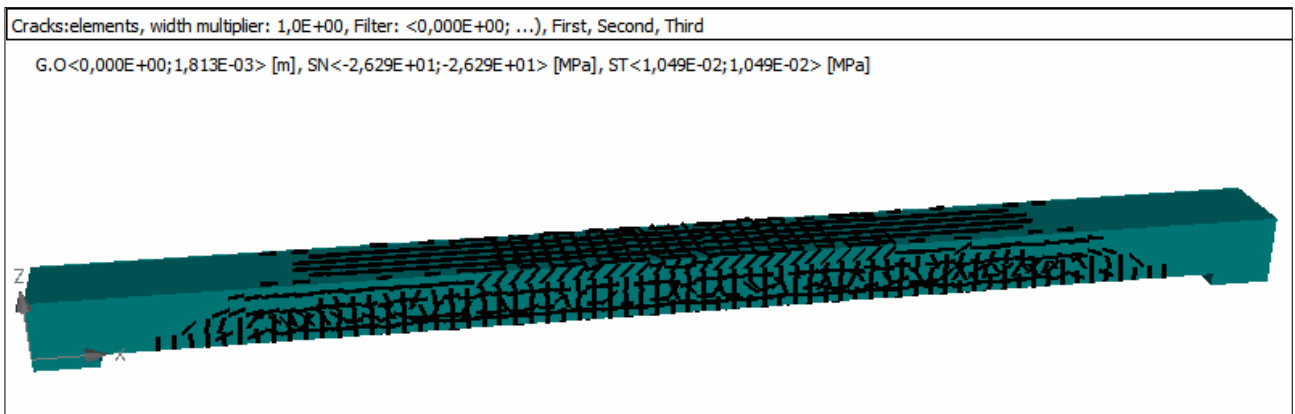 Cracks:elements, width multiplier: 1,0E+00, Filter: <0,000E+00; ...), First, Second, Third
G.O<0,000E+00;1,813E-03> [m], SN<-2,629E+01;-2,629E+01> [MPa], ST<1,049E-02;1,049E-02> [MPa]
Z
X